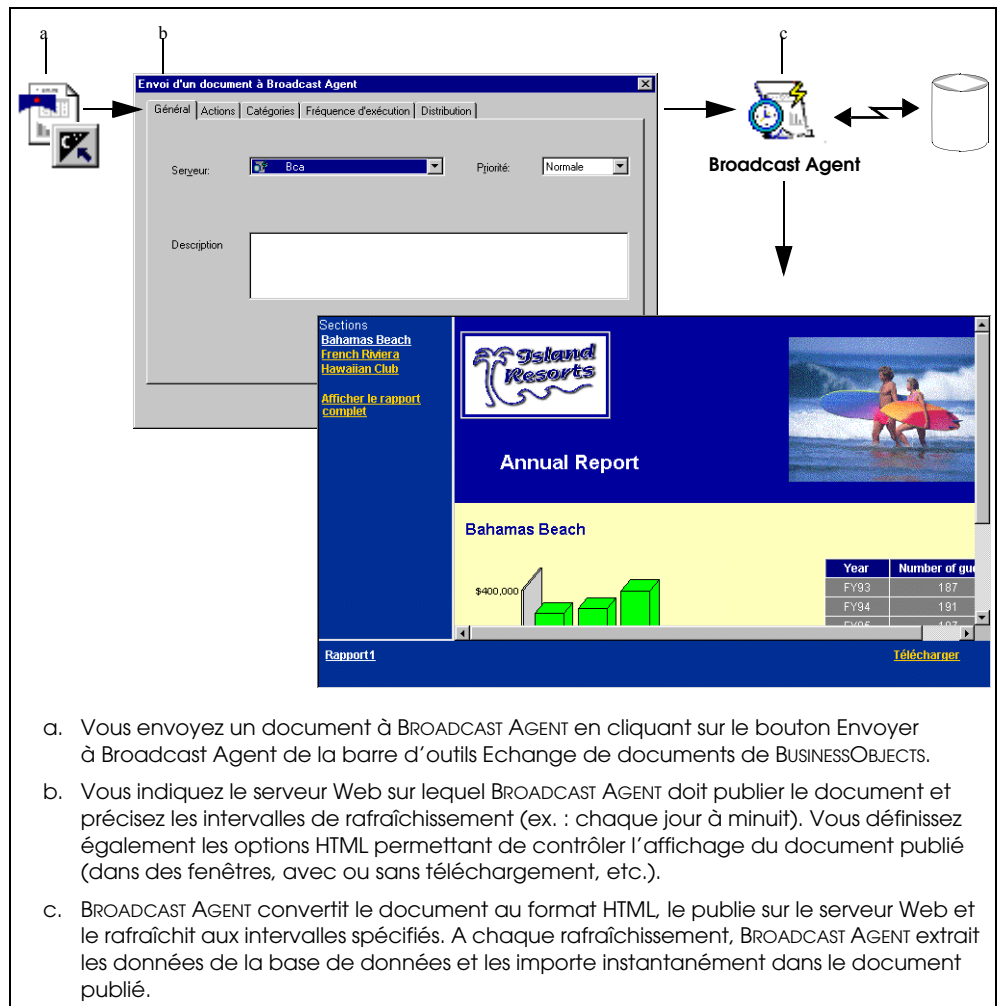 a
b
c
Envoi d'un document à Broadcast Agent
Général Actions Catégories Fréquence d'exécution Distribution
Serveur: Bca Priorité: Normale
Broadcast Agent
Description
Sections
Bahamas Beach
French Riviera
Hawaiian Club
Afficher le rapport
complet
Island
Resorts
Annual Report
Bahamas Beach
$400,000
Year Number of gue
FY93 187
FY94 191
FY95 197
Rapport1 Télécharger
a. Vous envoyez un document à BROADCAST AGENT en cliquant sur le bouton Envoyer
à Broadcast Agent de la barre d’outils Echange de documents de BUSINESSOBJECTS.
b. Vous indiquez le serveur Web sur lequel BROADCAST AGENT doit publier le document et
précisez les intervalles de rafraîchissement (ex. : chaque jour à minuit). Vous définissez
également les options HTML permettant de contrôler l’affichage du document publié
(dans des fenêtres, avec ou sans téléchargement, etc.).
c. BROADCAST AGENT convertit le document au format HTML, le publie sur le serveur Web et
le rafraîchit aux intervalles spécifiés. A chaque rafraîchissement, BROADCAST AGENT extrait
les données de la base de données et les importe instantanément dans le document
publié.